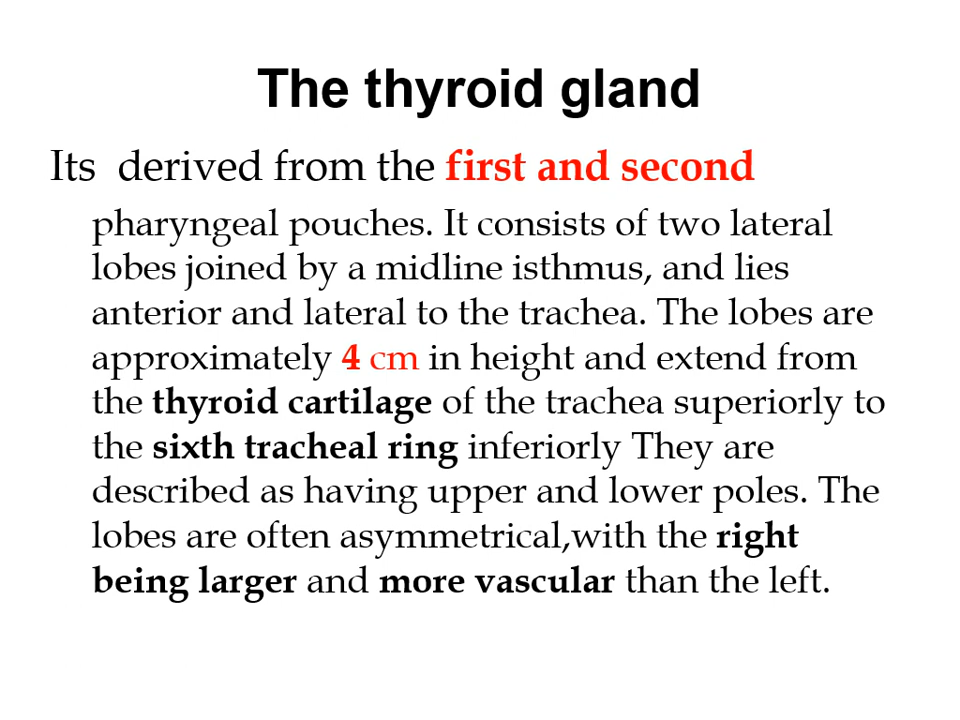 The thyroid gland
Its  derived from the first and second
pharyngeal pouches. It consists of two lateral
lobes joined by a midline isthmus, and lies
anterior and lateral to the trachea. The lobes are
approximately 4 cm in height and extend from
the thyroid cartilage of the trachea superiorly to
the sixth tracheal ring inferiorly They are
described as having upper and lower poles. The
lobes are often asymmetrical,with the right
being larger and more vascular than the left.